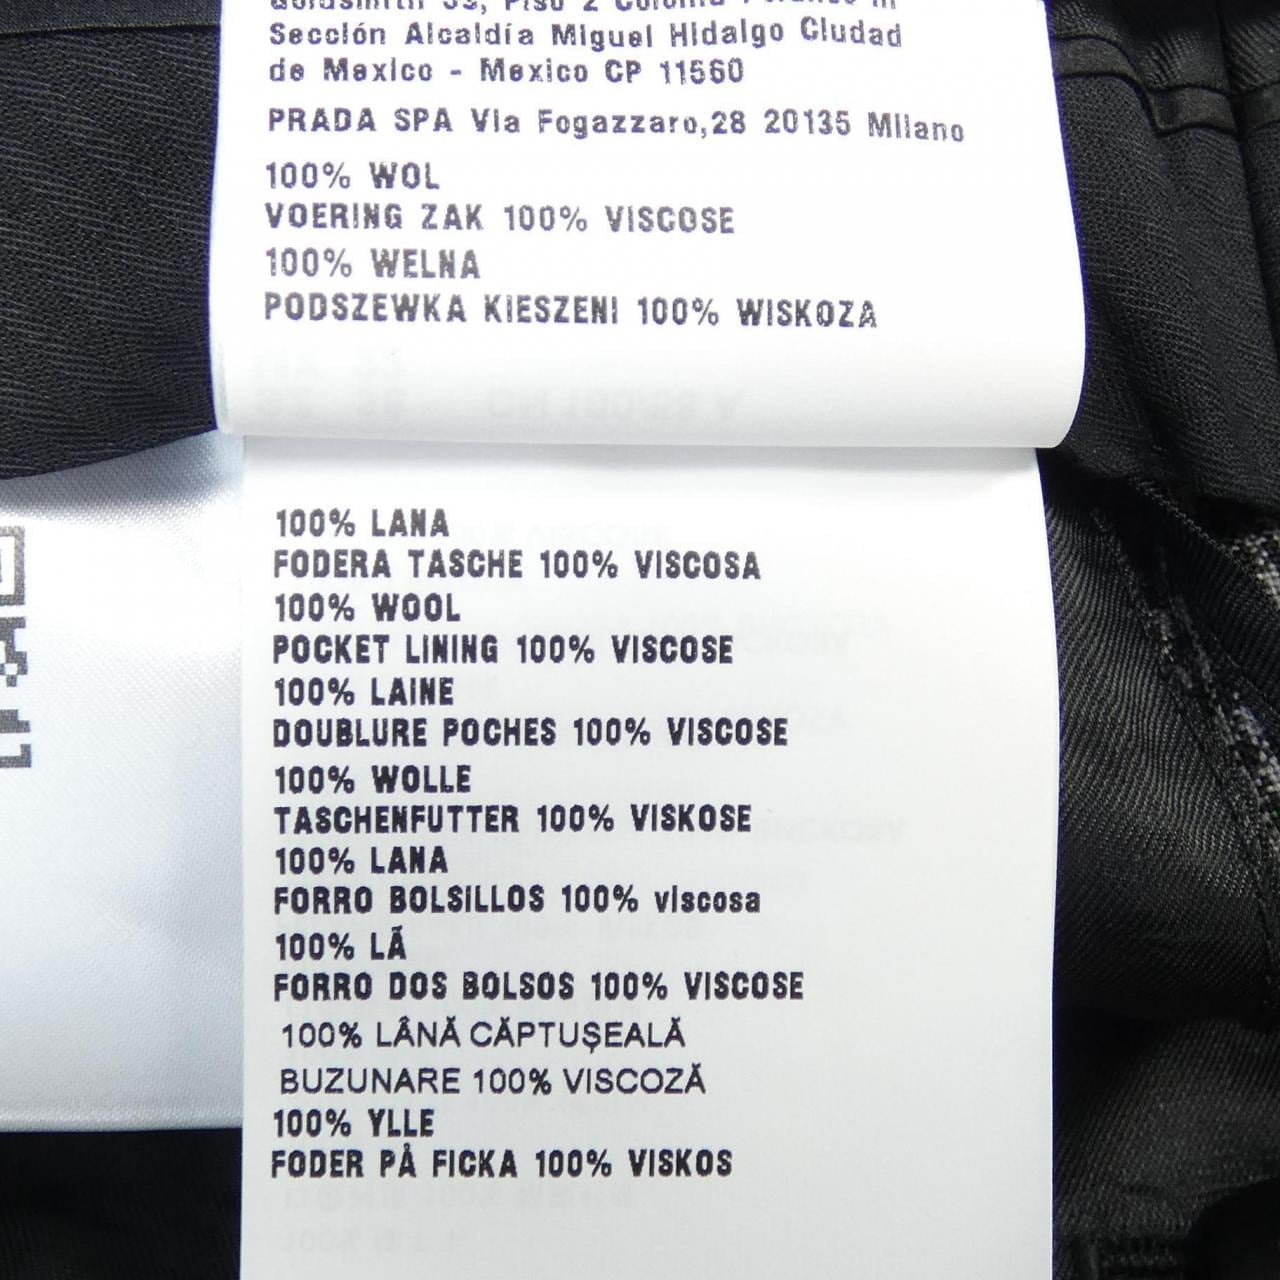 Sección Alcaldía Miguel Hidalgo Ciudad
de Mexico - Mexico CP 11560
PRADA SPA Via Fogazzaro,28 20135 Milano
100% WOL
VOERING ZAK 100% VISCOSE
100% WELNA
PODSZEWKA KIESZENI 100% WISKOZA
100% LANA
FODERA TASCHE 100% VISCOSA
100% WOOL
POCKET LINING 100% VISCOSE
100% LAINE
DOUBLURE POCHES 100% VISCOSE
100% WOLLE
TASCHENFUTTER 100% VISKOSE
100% LANA
FORRO BOLSILLOS 100% viscosa
100% LÃ
FORRO DOS BOLSOS 100% VISCOSE
100% LÂNĂ CĂPTUȘEALĂ
BUZUNARE 100% VISCOZĂ
100% YLLE
FODER PÅ FICKA 100% VISKOS